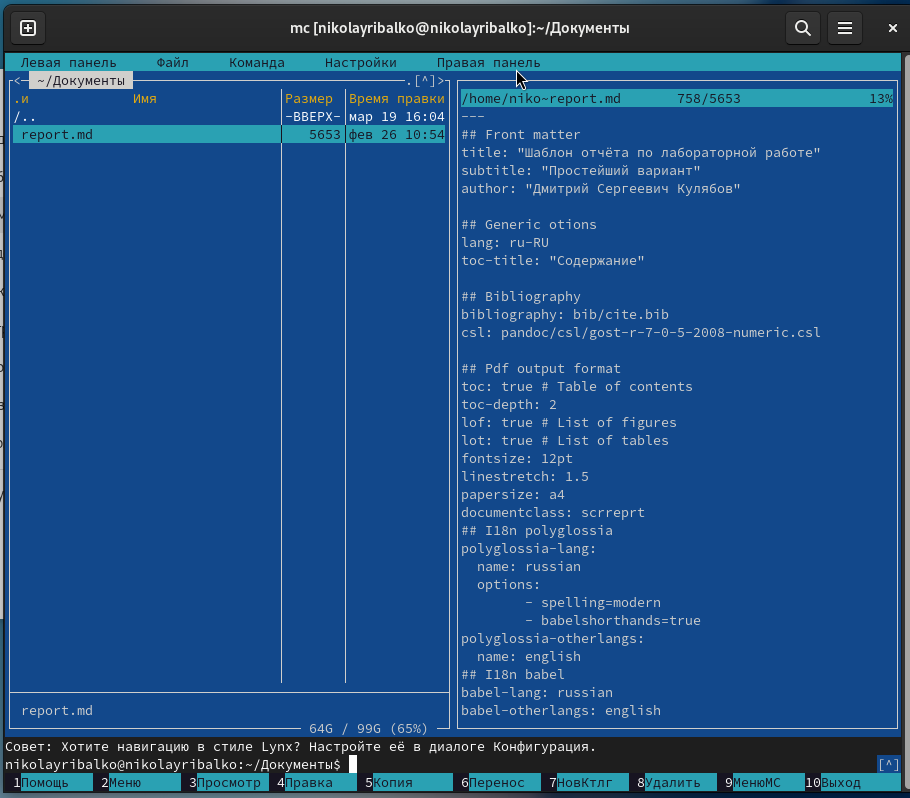 mc [nikolayribalko@nikolayribalko]:~/Документы
Левая панель Файл Команда Настройки Правая панель
<— ~/Документы .[^]>
.и Имя Размер Время правки
/.. -ВВЕРХ- мар 19 16:04
report.md 5653 фев 26 10:54
report.md
64G / 99G (65%)
/home/niko~report.md 758/5653 13%
---
## Front matter
title: "Шаблон отчёта по лабораторной работе"
subtitle: "Простейший вариант"
author: "Дмитрий Сергеевич Кулябов"
## Generic otions
lang: ru-RU
toc-title: "Содержание"
## Bibliography
bibliography: bib/cite.bib
csl: pandoc/csl/gost-r-7-0-5-2008-numeric.csl
## Pdf output format
toc: true # Table of contents
toc-depth: 2
lof: true # List of figures
lot: true # List of tables
fontsize: 12pt
linestretch: 1.5
papersize: a4
documentclass: scrreprt
## I18n polyglossia
polyglossia-lang:
name: russian
options:
- spelling=modern
- babelshorthands=true
polyglossia-otherlangs:
name: english
## I18n babel
babel-lang: russian
babel-otherlangs: english
Совет: Хотите навигацию в стиле Lynx? Настройте её в диалоге Конфигурация.
nikolayribalko@nikolayribalko:~/Документы$ [^]
1Помощь 2Меню 3Просмотр 4Правка 5Копия 6Перенос 7НовКтлг 8Удалить 9МенюМС 10Выход